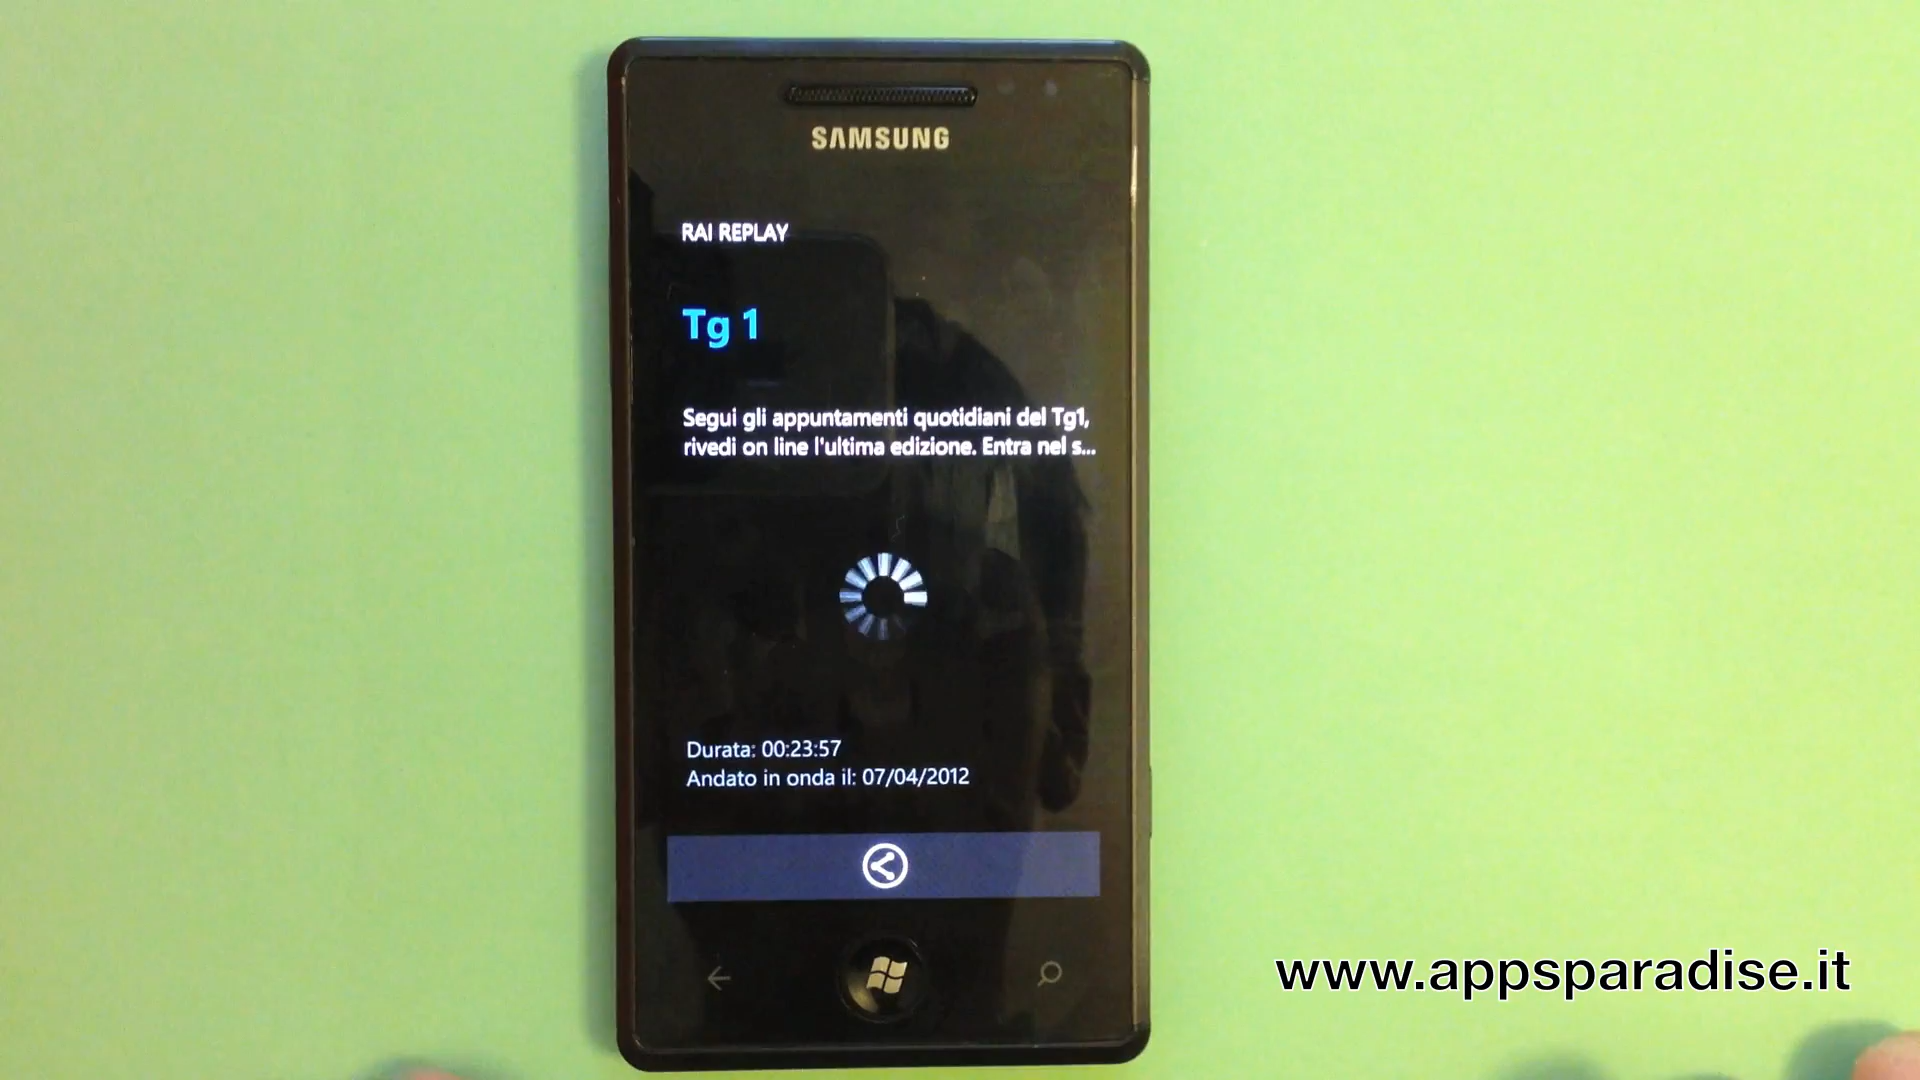 SAMSUNG
RAI REPLAY
Tg 1
Segui gli appuntamenti quotidiani del Tg1,
rivedi on line l'ultima edizione. Entra nel s...
Durata: 00:23:57
Andato in onda il: 07/04/2012
www.appsparadise.it